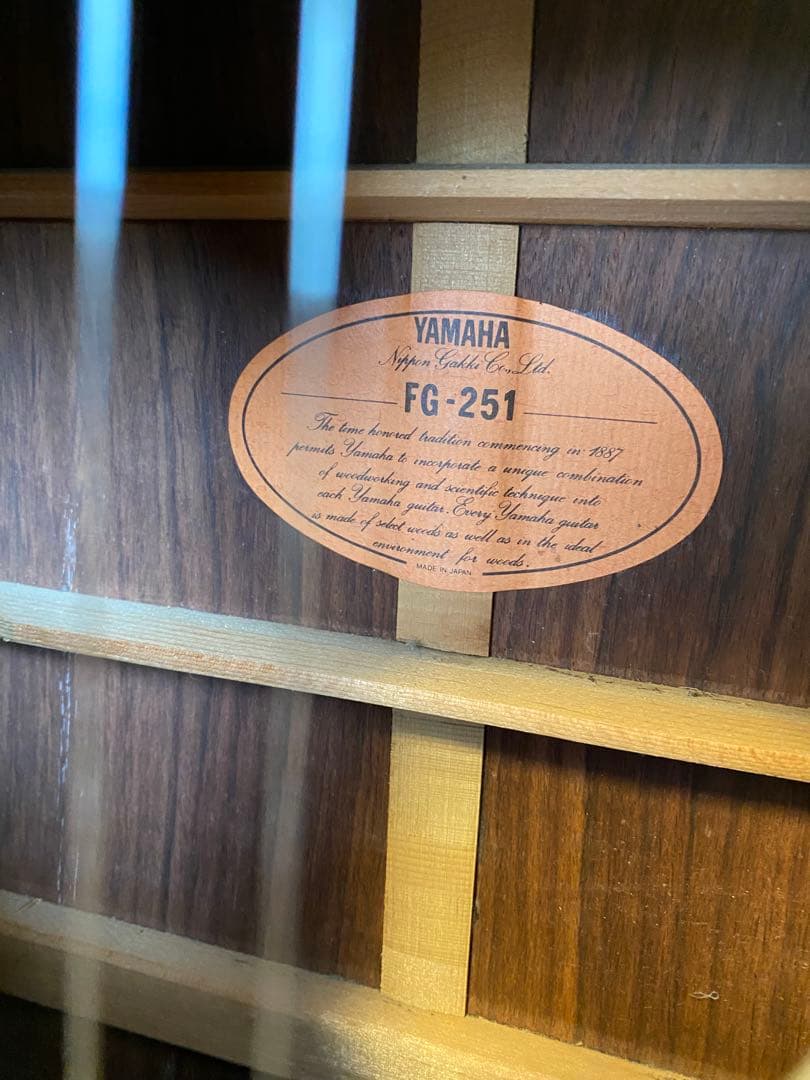 YAMAHA
Nippon Gakki Co., Ltd.
FG-251
The time honored tradition commencing in 1887
permits Yamaha to incorporate a unique combination
of woodworking and scientific technique into
each Yamaha guitar. Every Yamaha guitar
is made of select woods as well as in the ideal
environment for woods.
MADE IN JAPAN